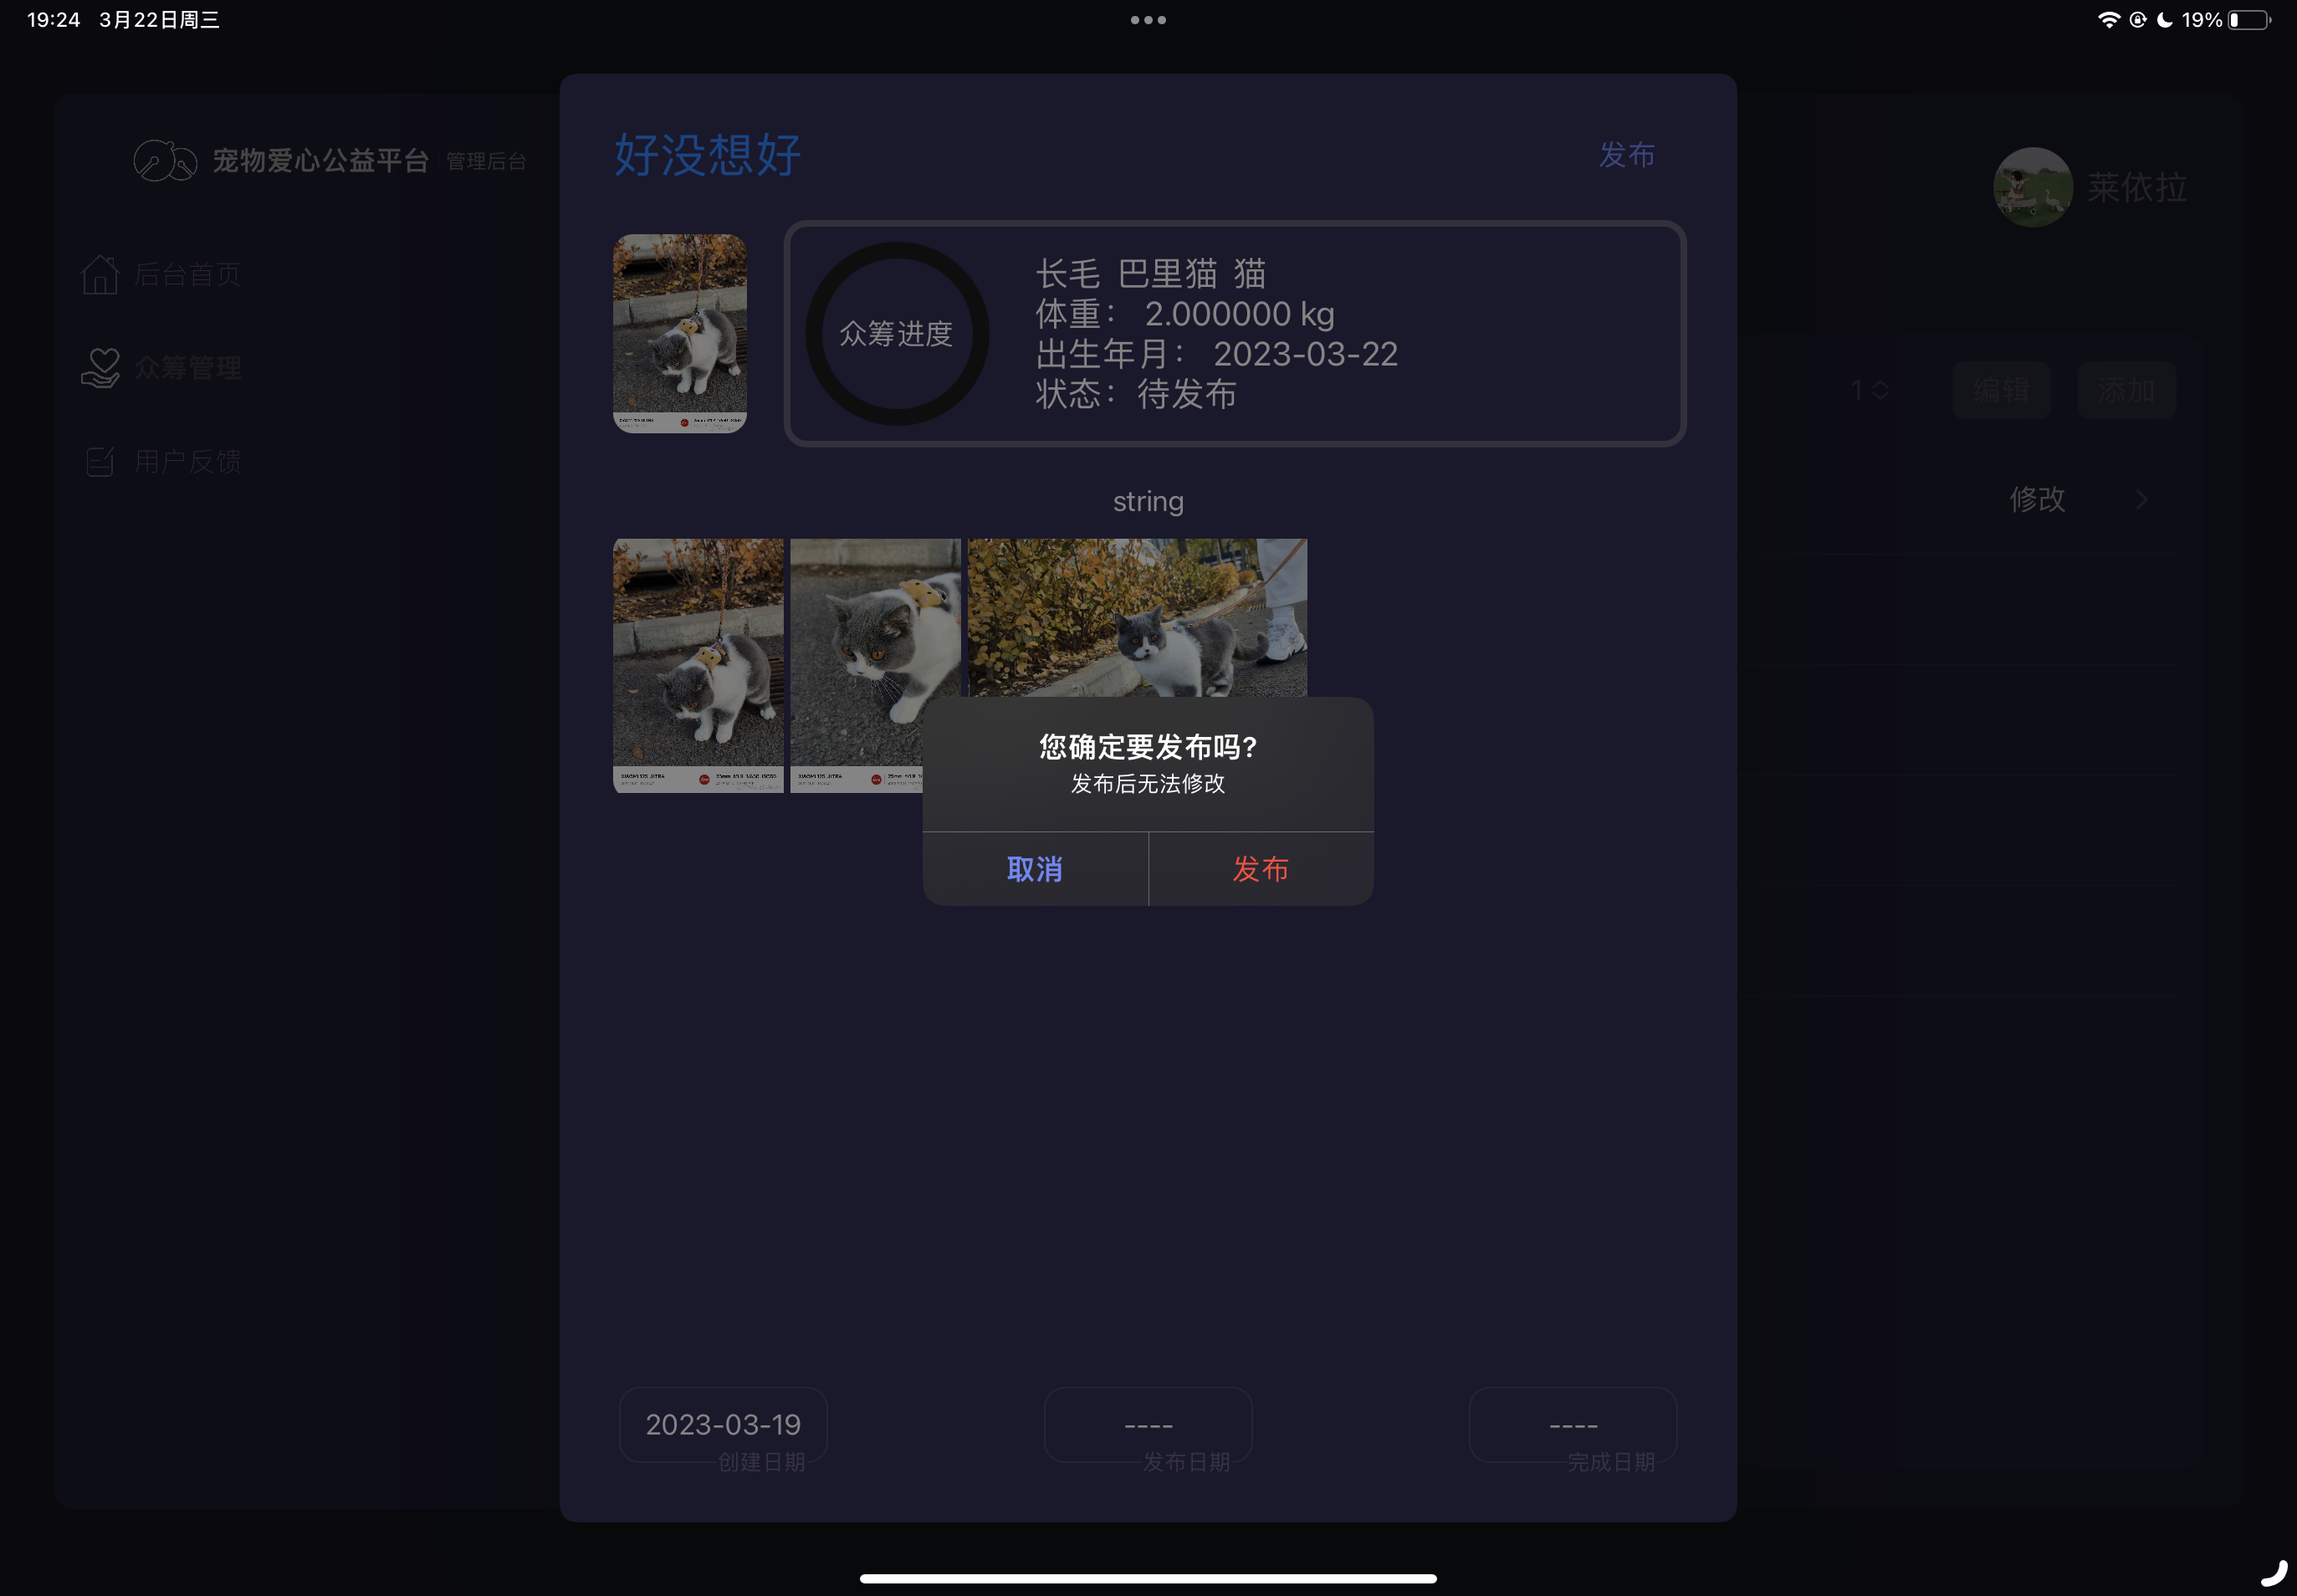 19:24 3月22日周三
19%
宠物爱心公益平台 管理后台
后台首页
众筹管理
用户反馈
好没想好
发布
莱依拉
众筹进度
长毛 巴里猫 猫
体重： 2.000000 kg
出生年月： 2023-03-22
状态：待发布
1
编辑
添加
修改
string
您确定要发布吗?
发布后无法修改
取消
发布
2023-03-19
创建日期
----
发布日期
----
完成日期